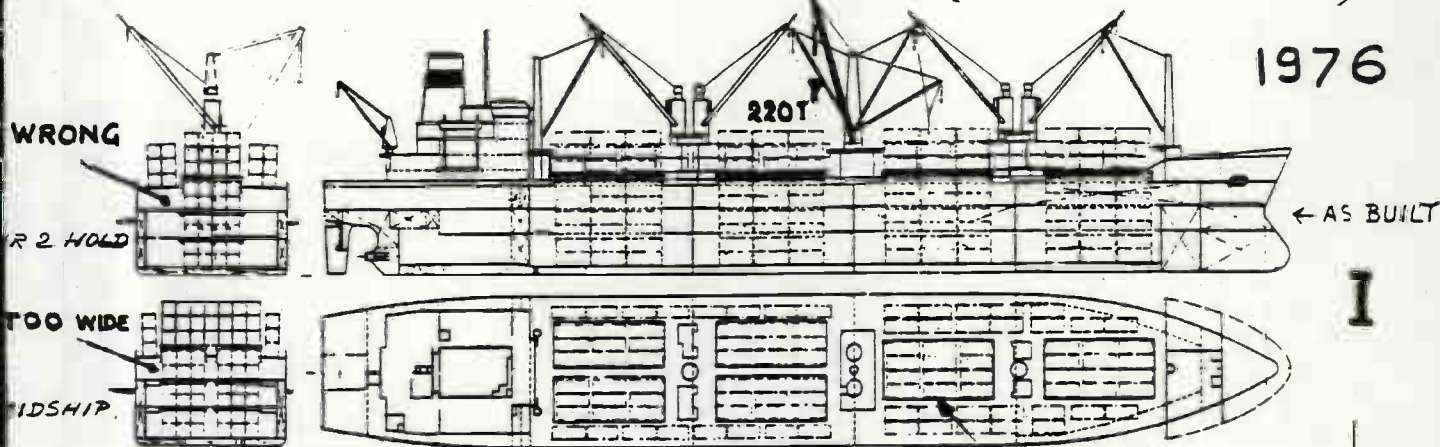 1976
220T
WRONG
R 2 HOLD
← AS BUILT
I
TOO WIDE
IDSHIP.